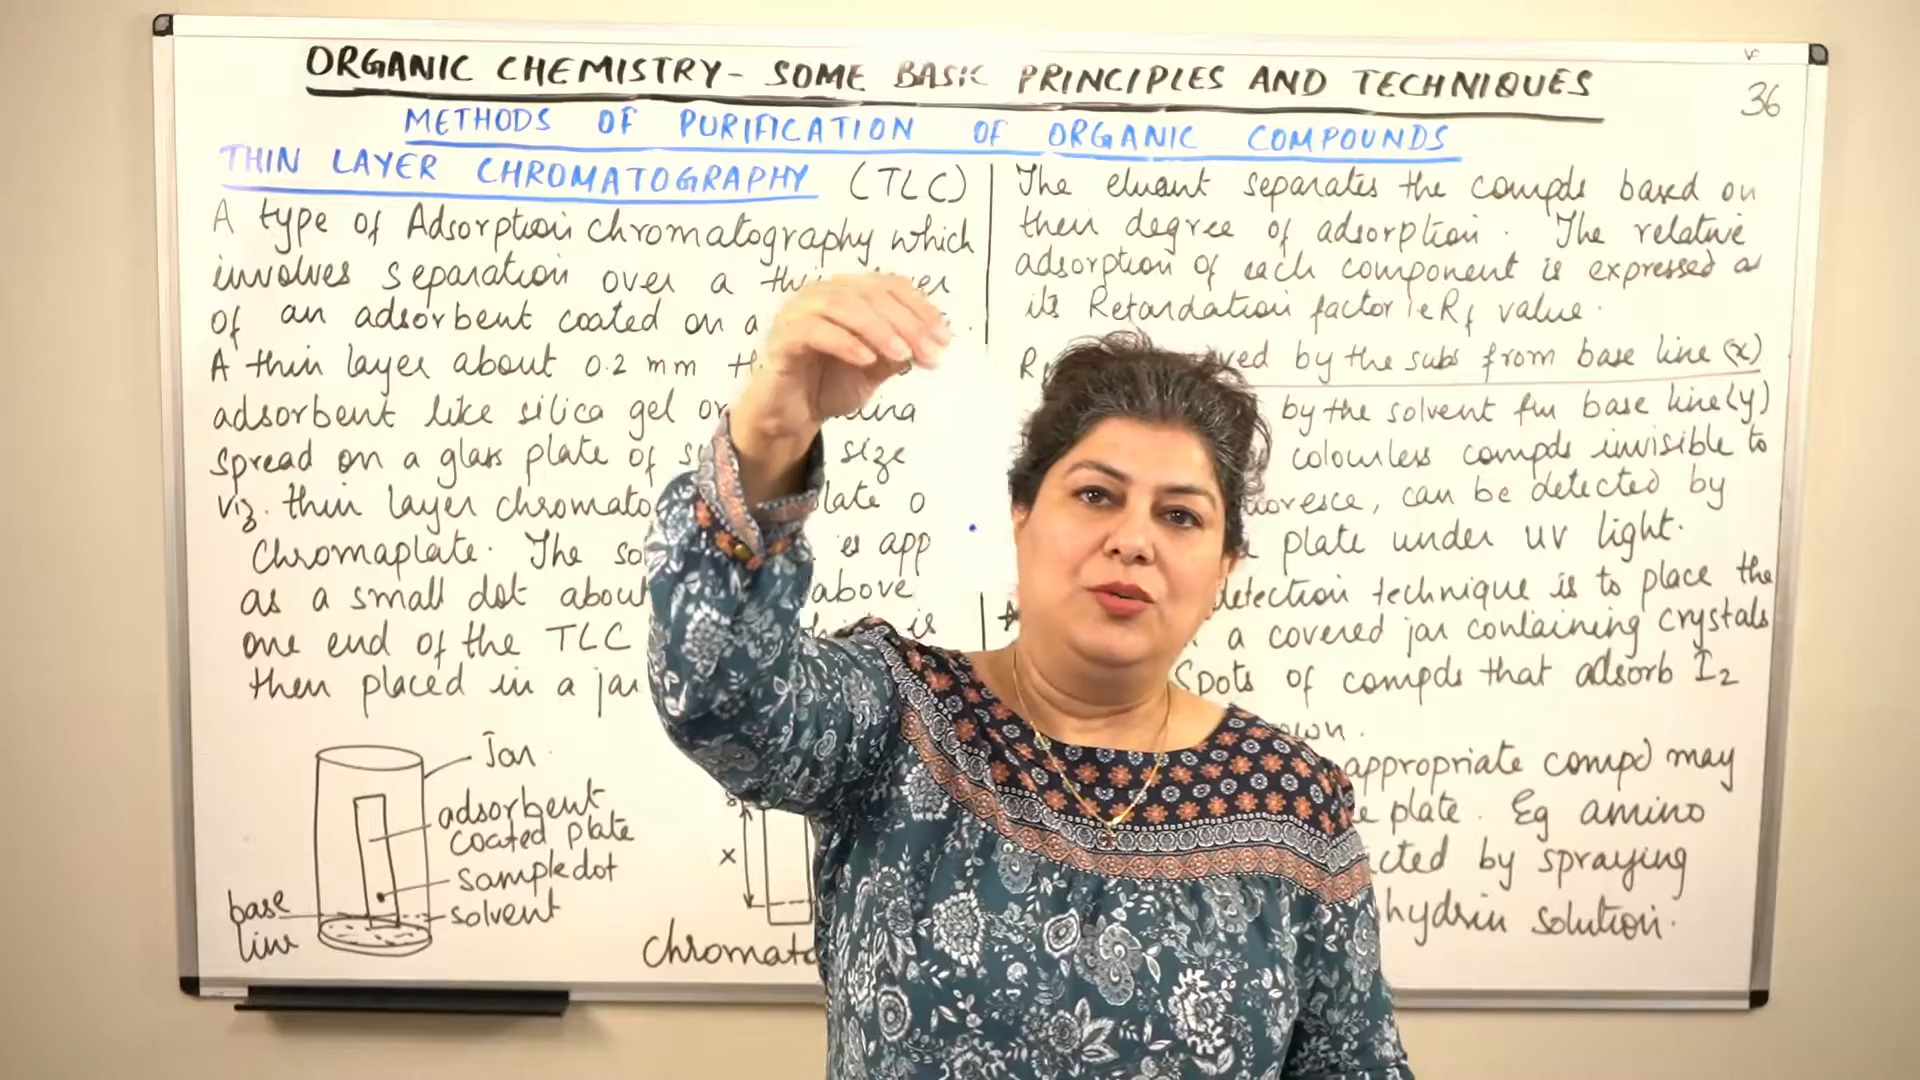 ORGANIC CHEMISTRY - SOME BASIC PRINCIPLES AND TECHNIQUES
36
METHODS OF PURIFICATION OF ORGANIC COMPOUNDS
THIN LAYER CHROMATOGRAPHY (TLC)
A type of Adsorption chromatography which
involves separation over a
of an adsorbent coated on a
A thin layer about 0.2 mm
adsorbent like silica gel or
spread on a glass plate of size
viz. thin layer
Chromaplate. The
as a small dot about above
one end of the TLC is
then placed in a jar
Jar
adsorbent
coated plate
sample dot
solvent
base
line
x
The eluant separates the compds based on
their degree of adsorption. The relative
adsorption of each component is expressed as
its Retardation factor ie Rf value.
by the subs from base line (x)
by the solvent fm base line (y)
colourless compds invisible to
can be detected by
plate under UV light.
detection technique is to place the
a covered jar containing crystals
Spots of compds that adsorb I2
appropriate compd may
plate. Eg amino
by spraying
solution.